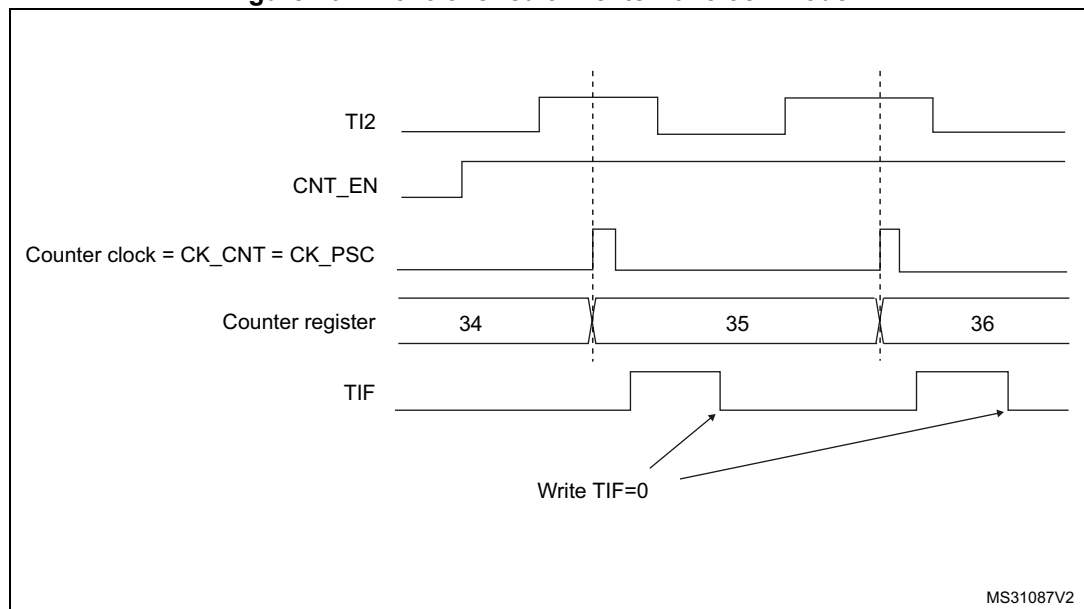 TI2
CNT_EN
Counter clock = CK_CNT = CK_PSC
Counter register
34
35
36
TIF
Write TIF=0
MS31087V2